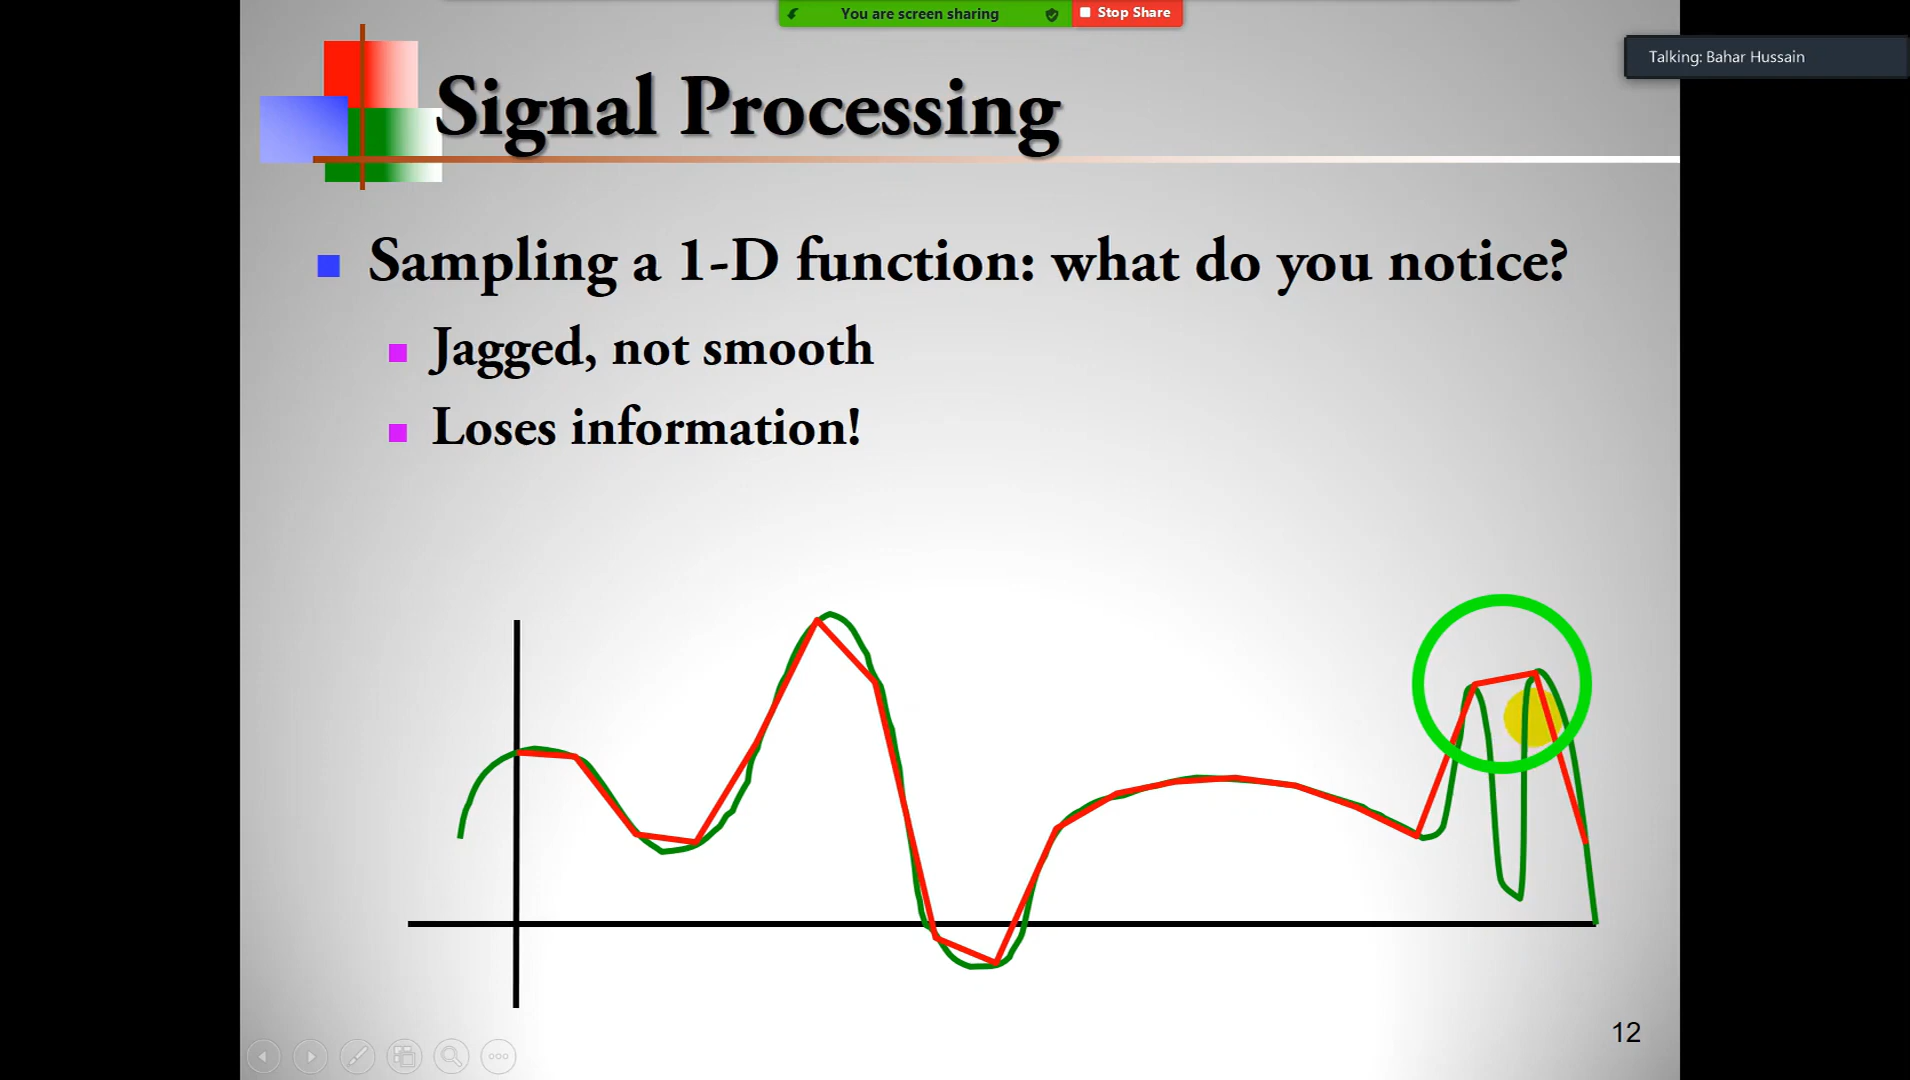 You are screen sharing
Stop Share
Talking: Bahar Hussain
Signal Processing
Sampling a 1-D function: what do you notice?
Jagged, not smooth
Loses information!
12